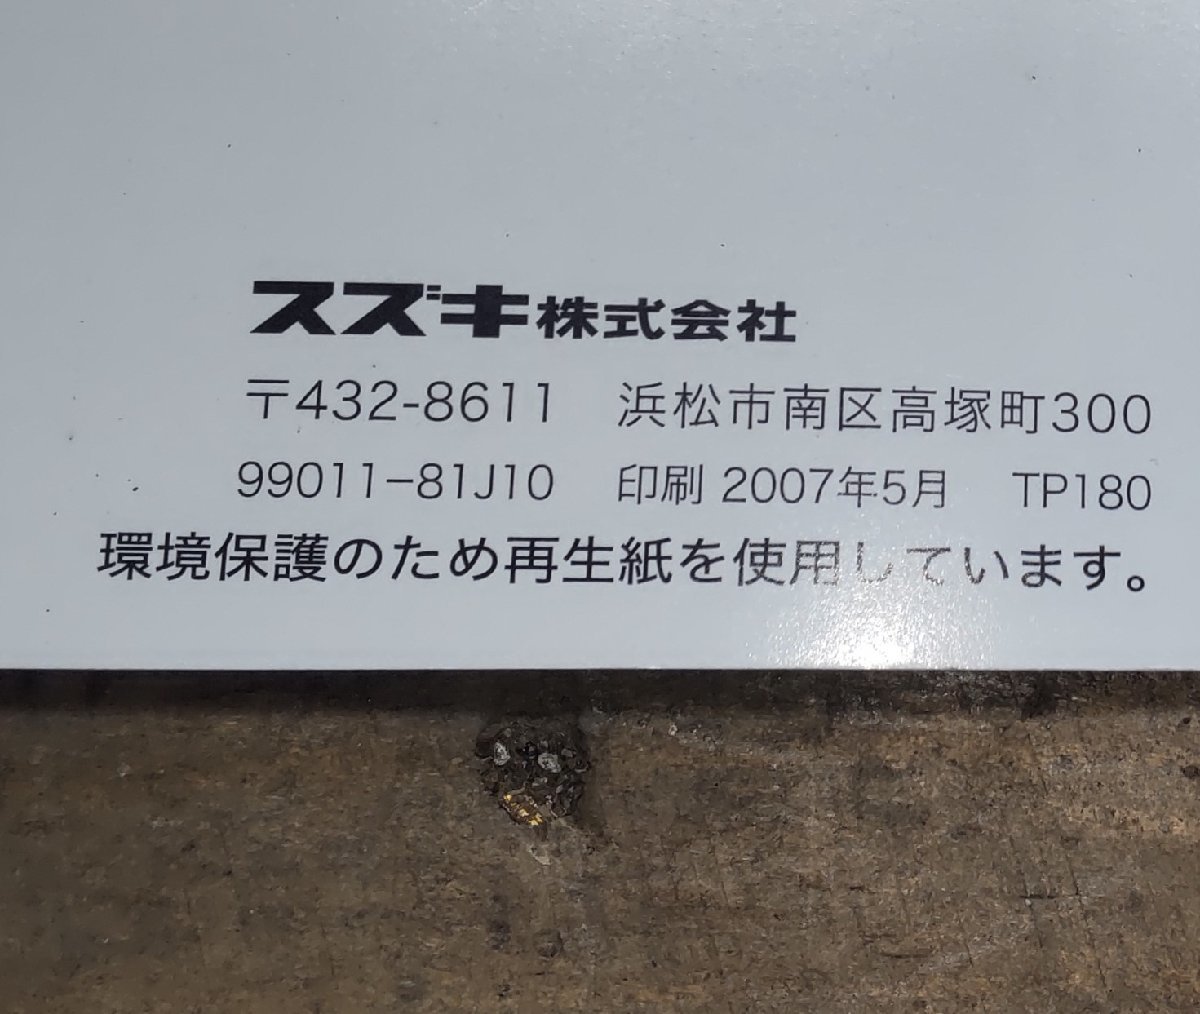 スズキ株式会社
〒432-8611 浜松市南区高塚町300
99011-81J10 印刷 2007年5月 TP180
環境保護のため再生紙を使用しています。